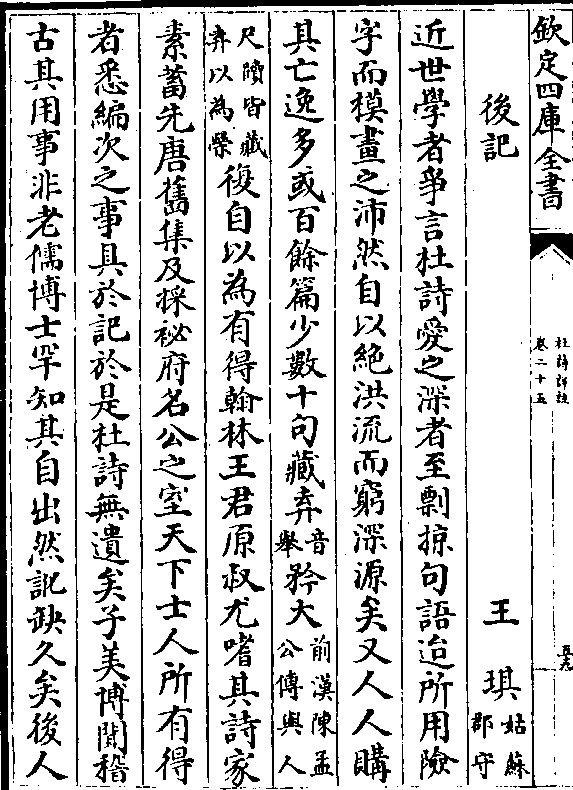 欽定四庫全書
杜詩詳註
卷二十五
五九
後記　王琪姑蘇郡守
近世學者爭言杜詩愛之深者至剽掠句語迨所用險
字而模畫之沛然自以絶洪流而窮深源矣又人人購
其亡逸多或百餘篇少數十句藏弆音舉矜大前漢陳孟公傳與人
尺牘皆藏弆以為榮復自以為有得翰林王君原叔尤嗜其詩家
素蓄先唐舊集及採祕府名公之室天下士人所有得
者悉編次之事具於記於是杜詩無遺矣子美博聞稽
古其用事非老儒博士罕知其自出然訛缺久矣後人